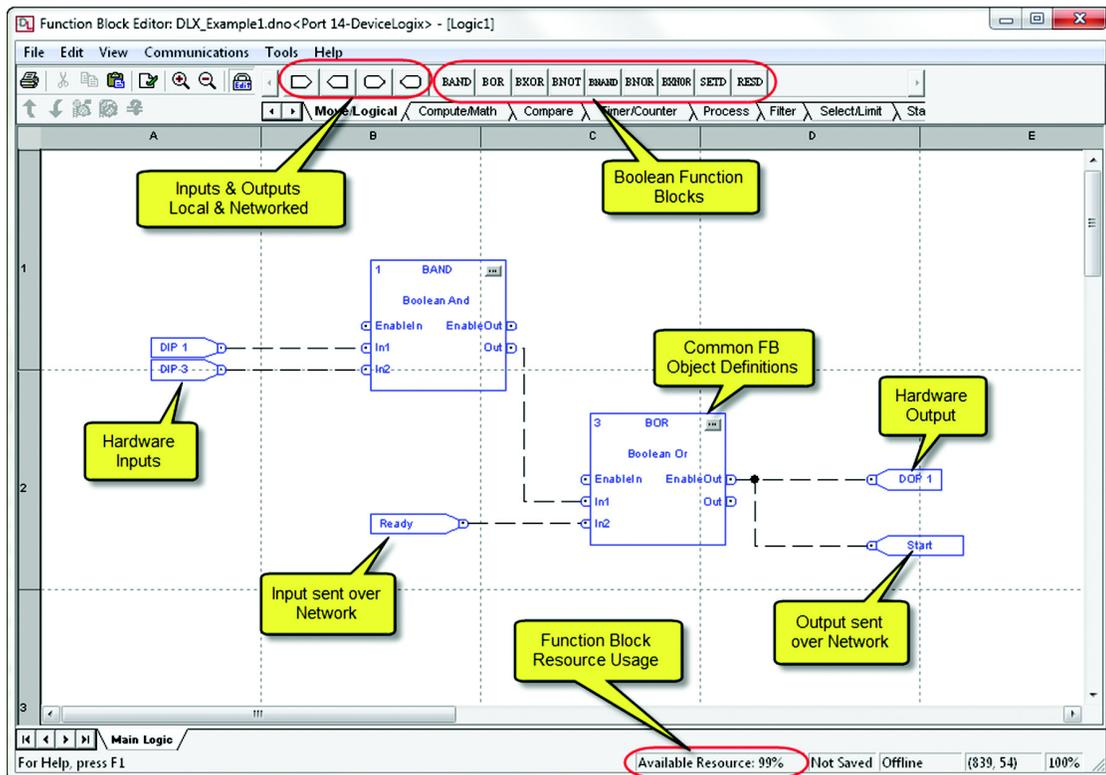 Function Block Editor: DLX_Example1.dno<Port 14-DeviceLogix> - [Logic1]
File Edit View Communications Tools Help
BAND BOR BXOR BNOT BNAND BNOR BXNOR SETD RESD
Move/Logical Compute/Math Compare Timer/Counter Process Filter Select/Limit Sta
A B C D E
Inputs & Outputs
Local & Networked
Boolean Function
Blocks
1
1 BAND
Boolean And
EnableIn EnableOut
In1 Out
In2
DIP 1
DIP 3
Hardware
Inputs
Common FB
Object Definitions
Hardware
Output
2
3 BOR
Boolean Or
EnableIn EnableOut
In1 Out
In2
DOP 1
Ready
Start
Input sent over
Network
Output sent
over Network
Function Block
Resource Usage
3
Main Logic
For Help, press F1
Available Resource: 99% Not Saved Offline (839, 54) 100%